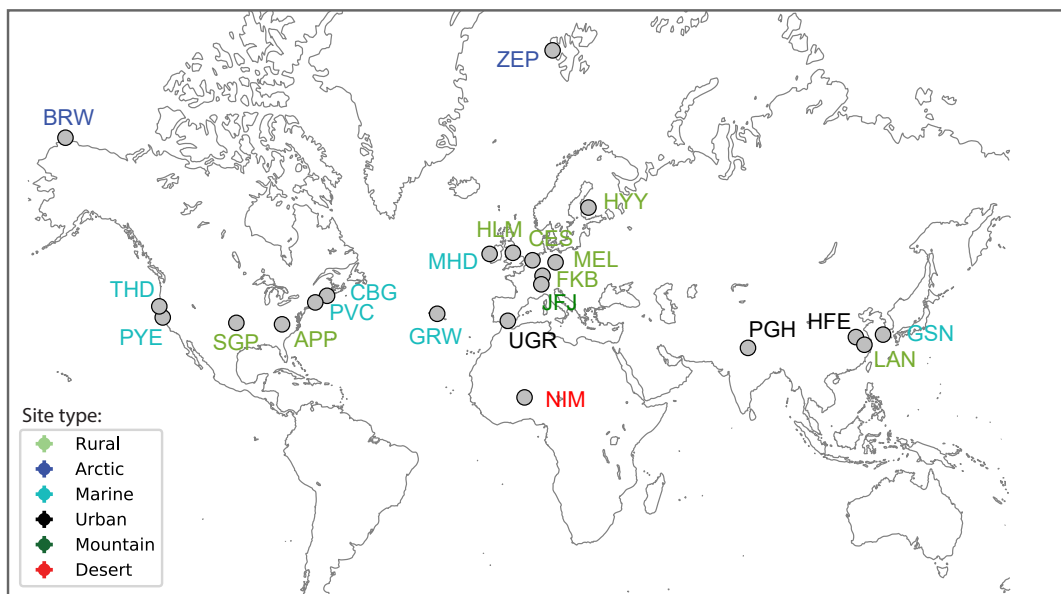 ZEP
BRW
HYY
HLM
CES
MHD
MEL
FKB
THD
CBG
JFJ
PVC
PYE
SGP
APP
GRW
UGR
PGH
HFE
GSN
LAN
NIM
Site type:
Rural
Arctic
Marine
Urban
Mountain
Desert